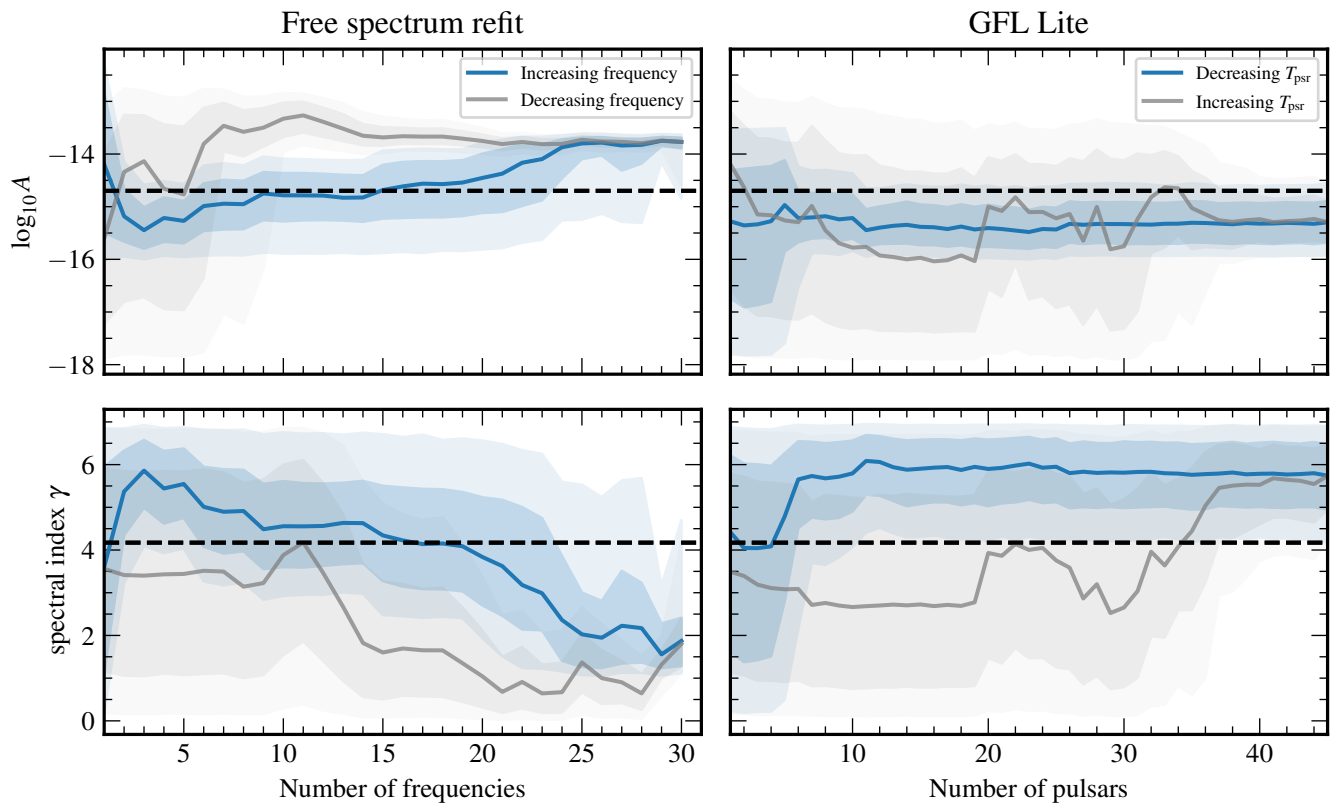 Free spectrum refit
GFL Lite
Increasing frequency
Decreasing frequency
Decreasing T_psr
Increasing T_psr
log₁₀ A
−14
−16
−18
spectral index γ
6
4
2
0
5 10 15 20 25 30
10 20 30 40
Number of frequencies
Number of pulsars